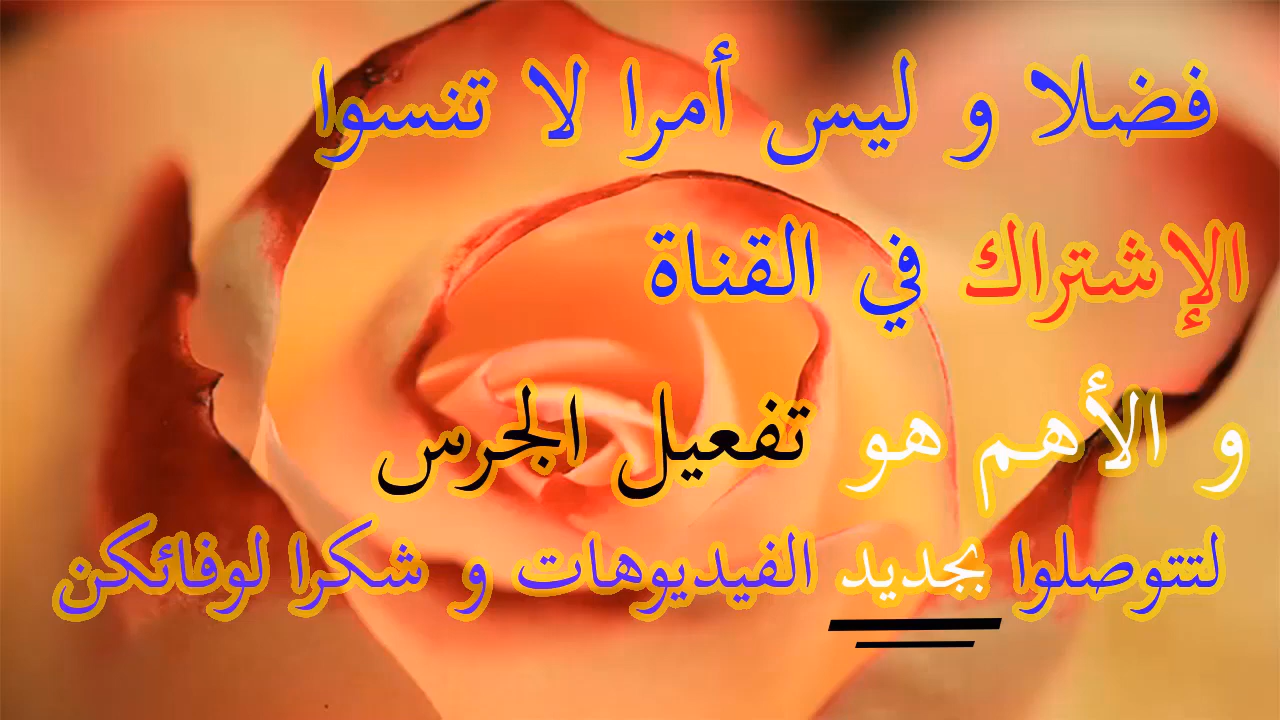 فضلا و ليس أمرا لا تنسوا
الإشتراك في القناة
و الأهم هو تفعيل الجرس
لتتوصلوا بجديد الفيديوهات و شكرا لوفائكن